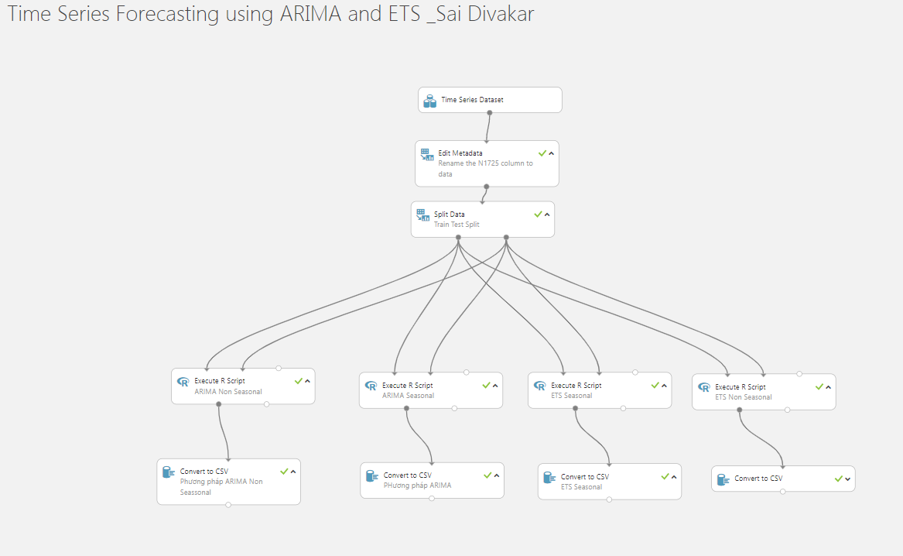 Time Series Forecasting using ARIMA and ETS _Sai Divakar
Time Series Dataset
Edit Metadata
Rename the N1725 column to
data
Split Data
Train Test Split
Execute R Script
ARIMA Non Seasonal
Execute R Script
ARIMA Seasonal
Execute R Script
ETS Seasonal
Execute R Script
ETS Non Seasonal
Convert to CSV
Phương pháp ARIMA Non
Seassonal
Convert to CSV
Phương pháp ARIMA
Convert to CSV
ETS Seasonal
Convert to CSV